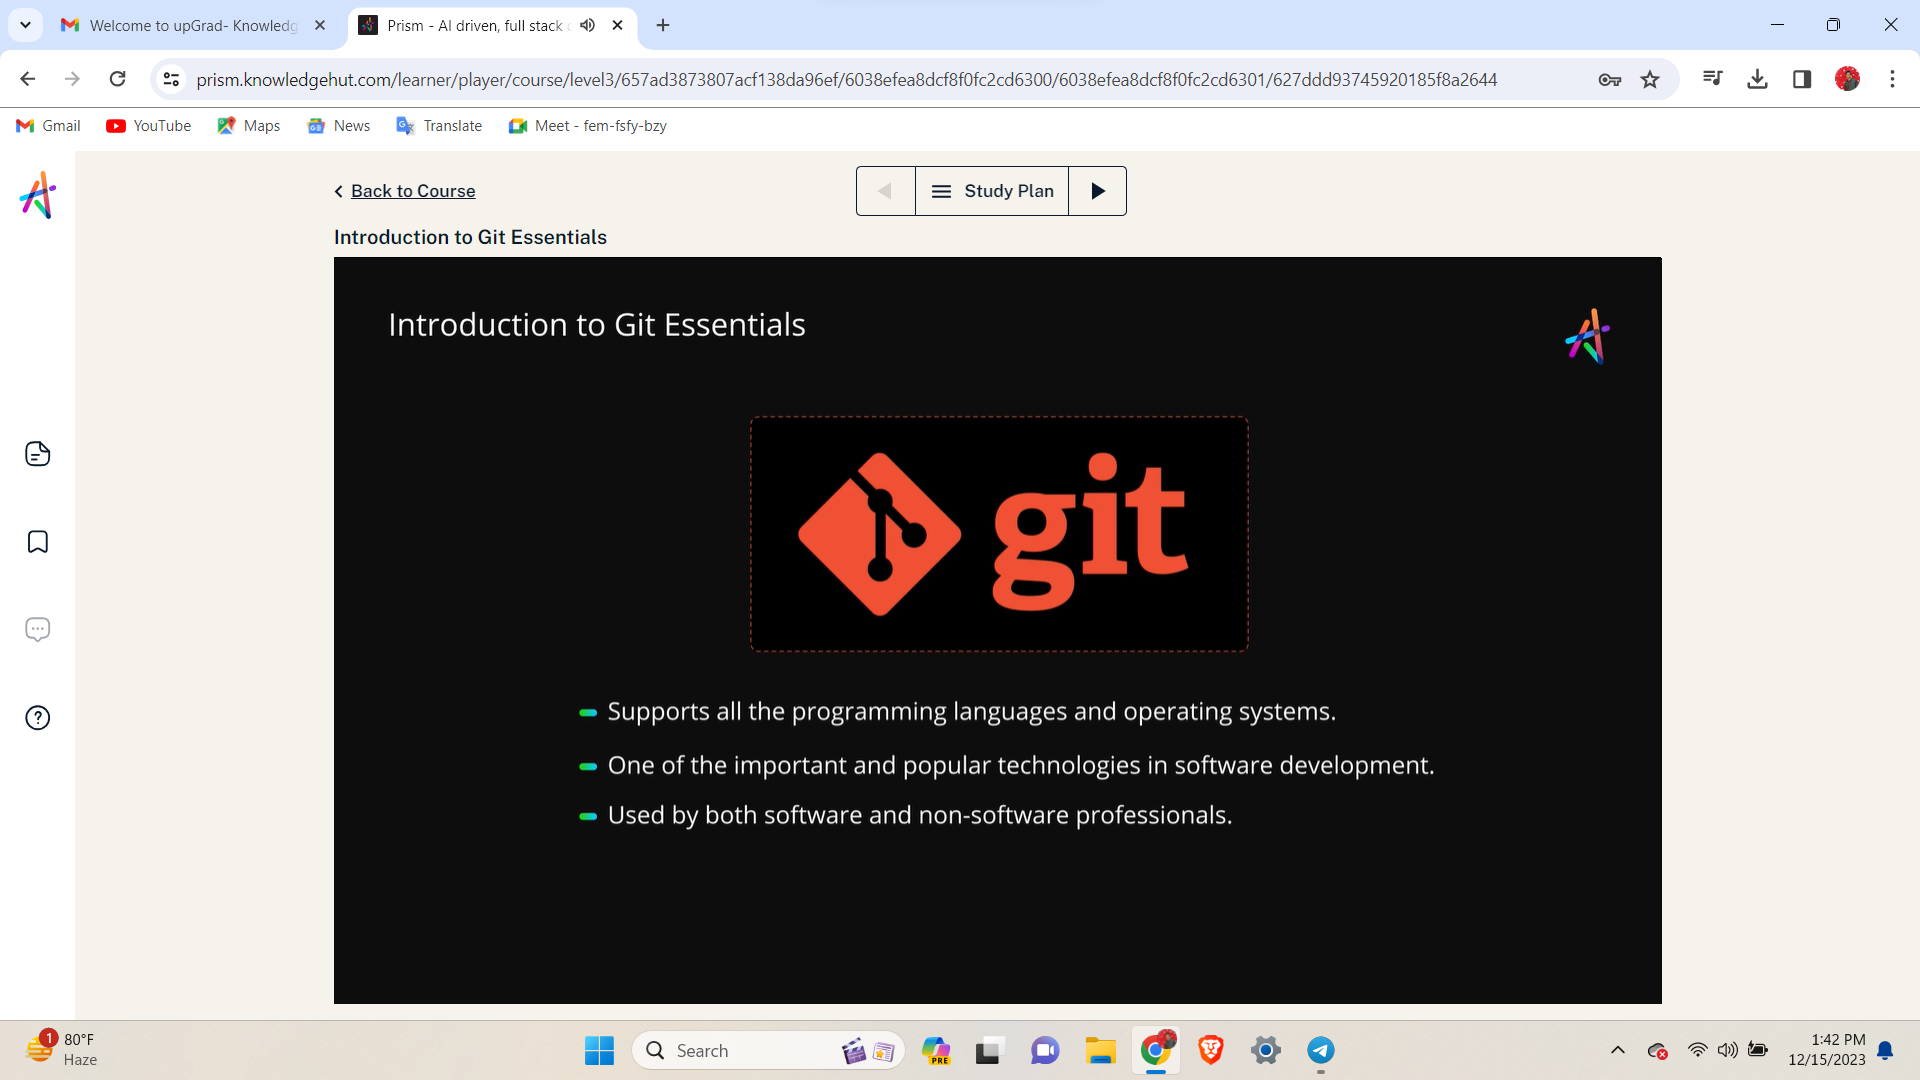 Welcome to upGrad- Knowledg
Prism - AI driven, full stack
prism.knowledgehut.com/learner/player/course/level3/657ad3873807acf138da96ef/6038efea8dcf8f0fc2cd6300/6038efea8dcf8f0fc2cd6301/627ddd93745920185f8a2644
Gmail
YouTube
Maps
News
Translate
Meet - fem-fsfy-bzy
Back to Course
Study Plan
Introduction to Git Essentials
Introduction to Git Essentials
git
Supports all the programming languages and operating systems.
One of the important and popular technologies in software development.
Used by both software and non-software professionals.
1
80°F
Haze
Search
PRE
1:42 PM
12/15/2023